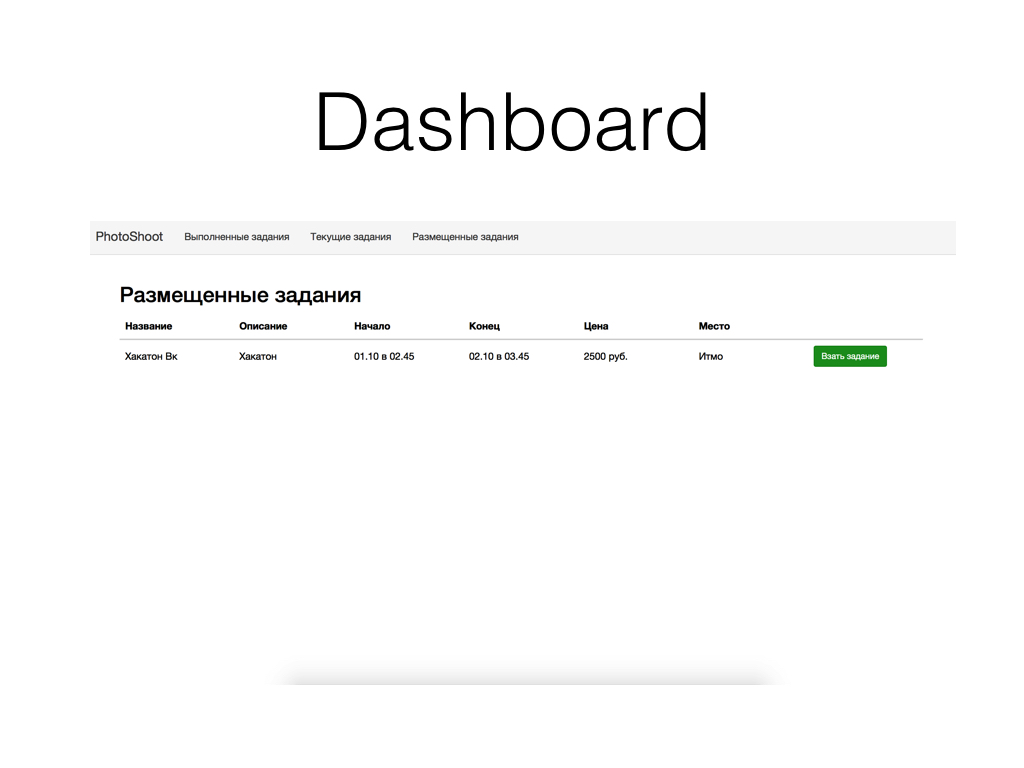 Dashboard
PhotoShoot Выполненные задания Текущие задания Размещенные задания
Размещенные задания
Название Описание Начало Конец Цена Место
Хакатон Вк Хакатон 01.10 в 02.45 02.10 в 03.45 2500 руб. Итмо Взать задание